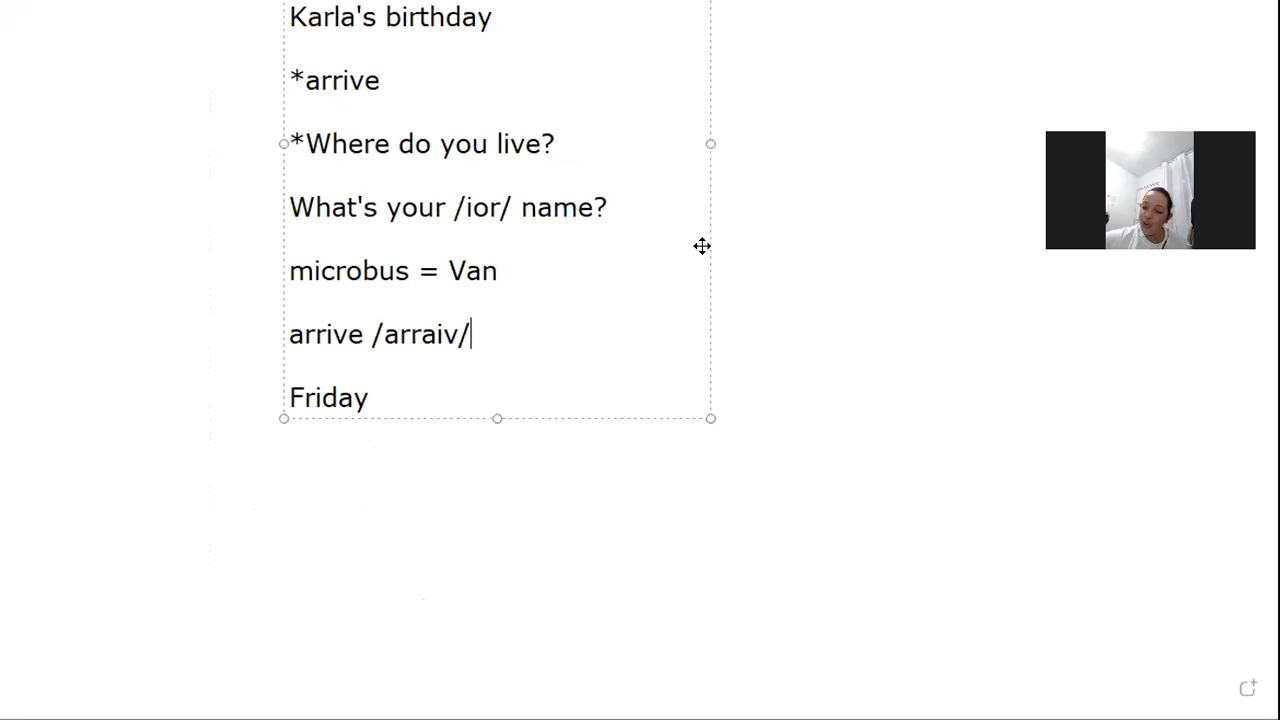 Karla's birthday
*arrive
*Where do you live?
What's your /ior/ name?
microbus = Van
arrive /arraiv/
Friday